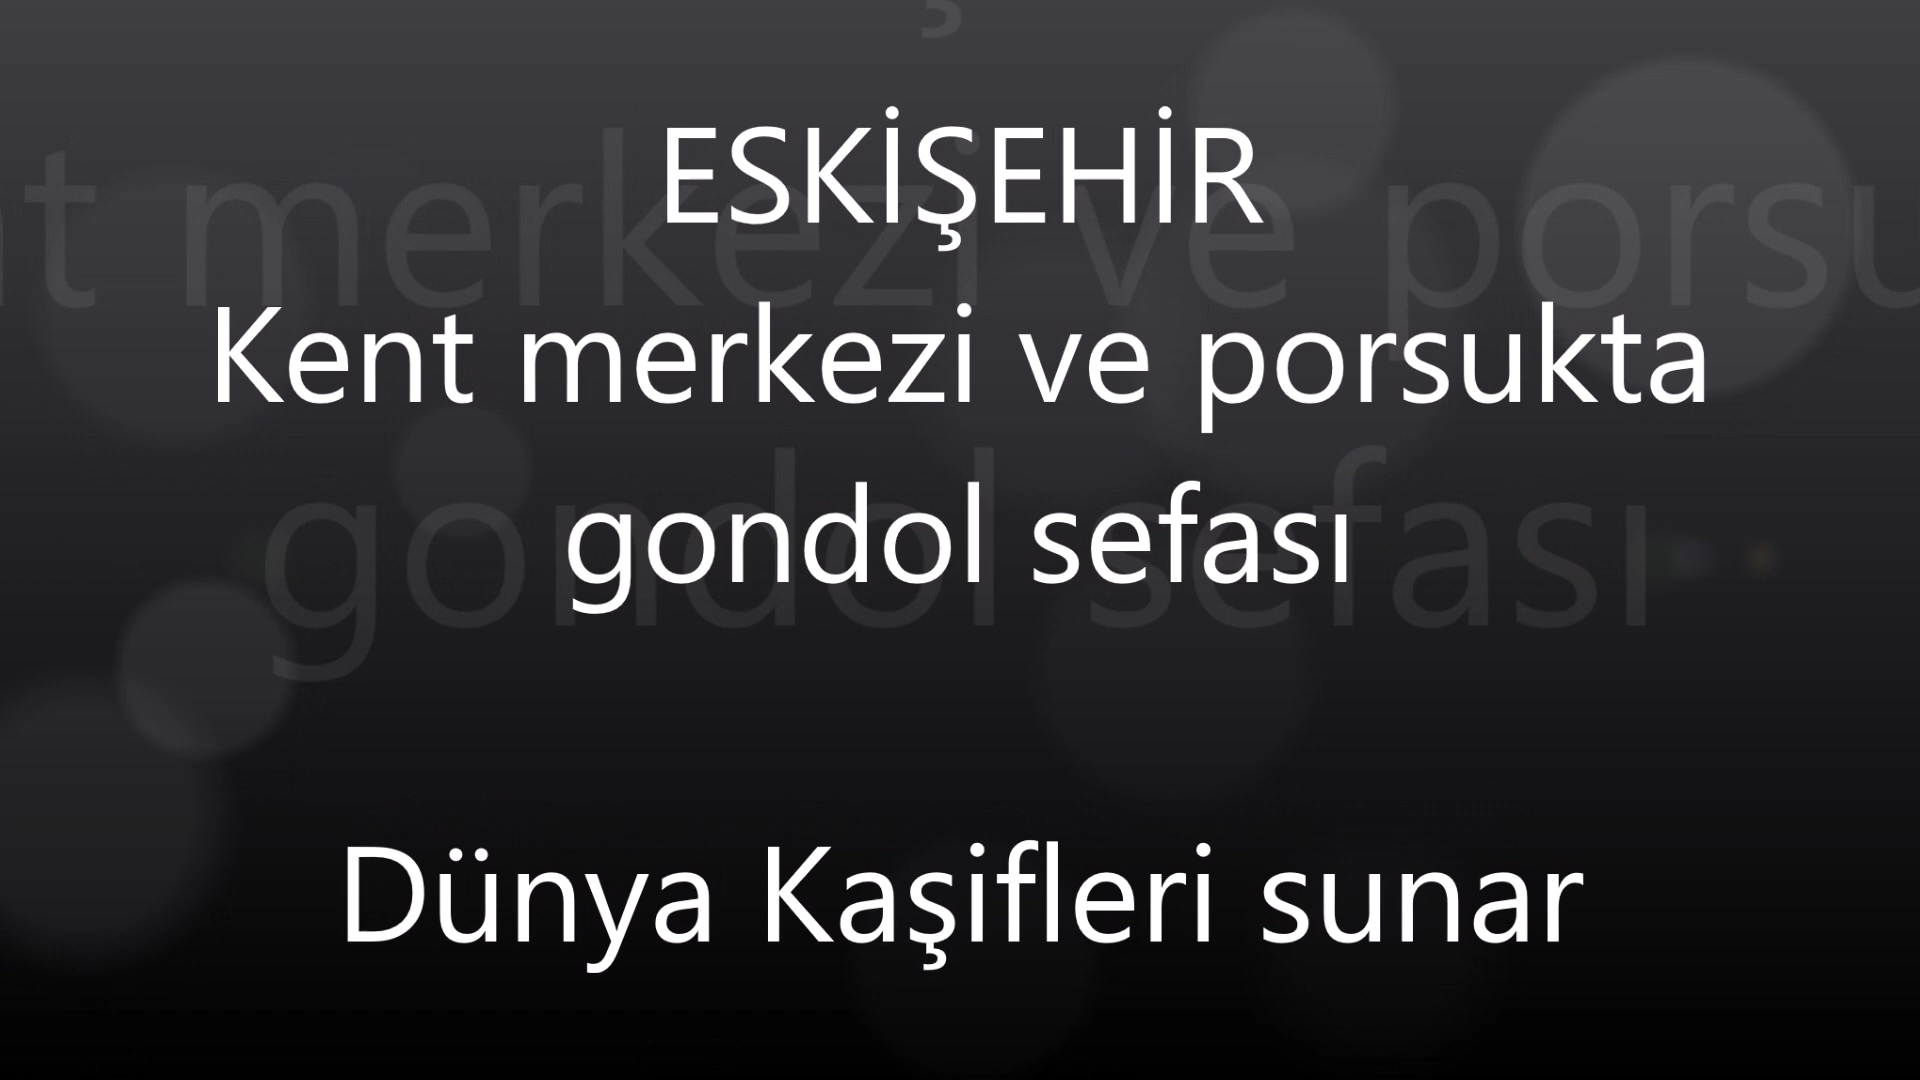 ESKİŞEHİR
Kent merkezi ve porsukta
gondol sefası
Dünya Kaşifleri sunar